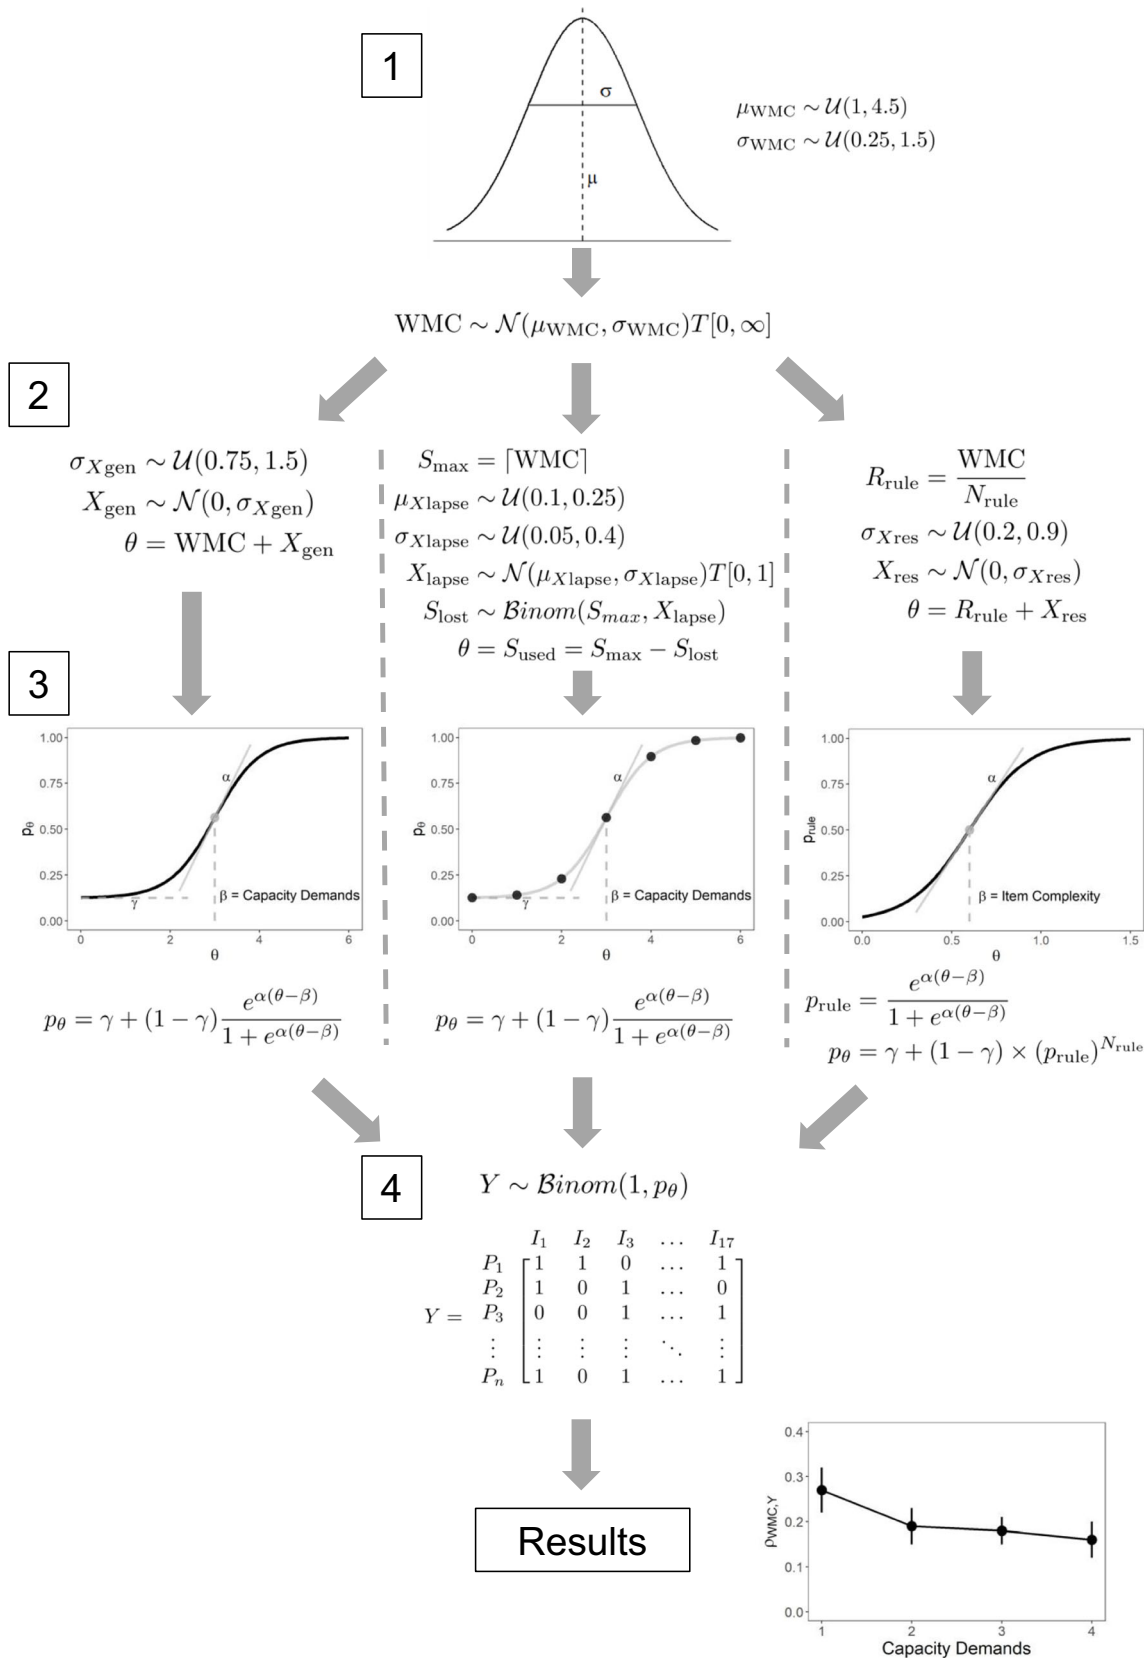 1
σ
μ
μ_WMC ∼ 𝒰(1, 4.5)
σ_WMC ∼ 𝒰(0.25, 1.5)
WMC ∼ 𝒩(μ_WMC, σ_WMC)T[0, ∞]
2
σ_Xgen ∼ 𝒰(0.75, 1.5)
X_gen ∼ 𝒩(0, σ_Xgen)
θ = WMC + X_gen
S_max = ⌈WMC⌉
μ_Xlapse ∼ 𝒰(0.1, 0.25)
σ_Xlapse ∼ 𝒰(0.05, 0.4)
X_lapse ∼ 𝒩(μ_Xlapse, σ_Xlapse)T[0, 1]
S_lost ∼ ℬinom(S_max, X_lapse)
θ = S_used = S_max − S_lost
R_rule = WMC / N_rule
σ_Xres ∼ 𝒰(0.2, 0.9)
X_res ∼ 𝒩(0, σ_Xres)
θ = R_rule + X_res
3
p_θ
1.00
0.75
0.50
0.25
0.00
α
γ
β = Capacity Demands
0 2 4 6
θ
p_θ = γ + (1 − γ) e^{α(θ−β)} / (1 + e^{α(θ−β)})
p_θ
1.00
0.75
0.50
0.25
0.00
α
γ
β = Capacity Demands
0 2 4 6
θ
p_θ = γ + (1 − γ) e^{α(θ−β)} / (1 + e^{α(θ−β)})
p_rule
1.00
0.75
0.50
0.25
0.00
α
β = Item Complexity
0.0 0.5 1.0 1.5
θ
p_rule = e^{α(θ−β)} / (1 + e^{α(θ−β)})
p_θ = γ + (1 − γ) × (p_rule)^{N_rule}
4
Y ∼ ℬinom(1, p_θ)
I_1 I_2 I_3 … I_17
P_1 1 1 0 … 1
P_2 1 0 1 … 0
Y = P_3 0 0 1 … 1
⋮ ⋮ ⋮ ⋮ ⋱ ⋮
P_n 1 0 1 … 1
Results
ρ_WMC,Y
0.4
0.3
0.2
0.1
0.0
1 2 3 4
Capacity Demands